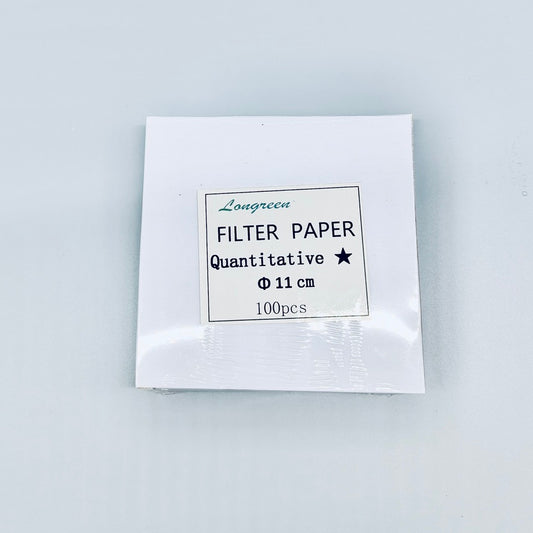 Longreen
FILTER PAPER
Quantitative ★
Φ 11 cm
100pcs